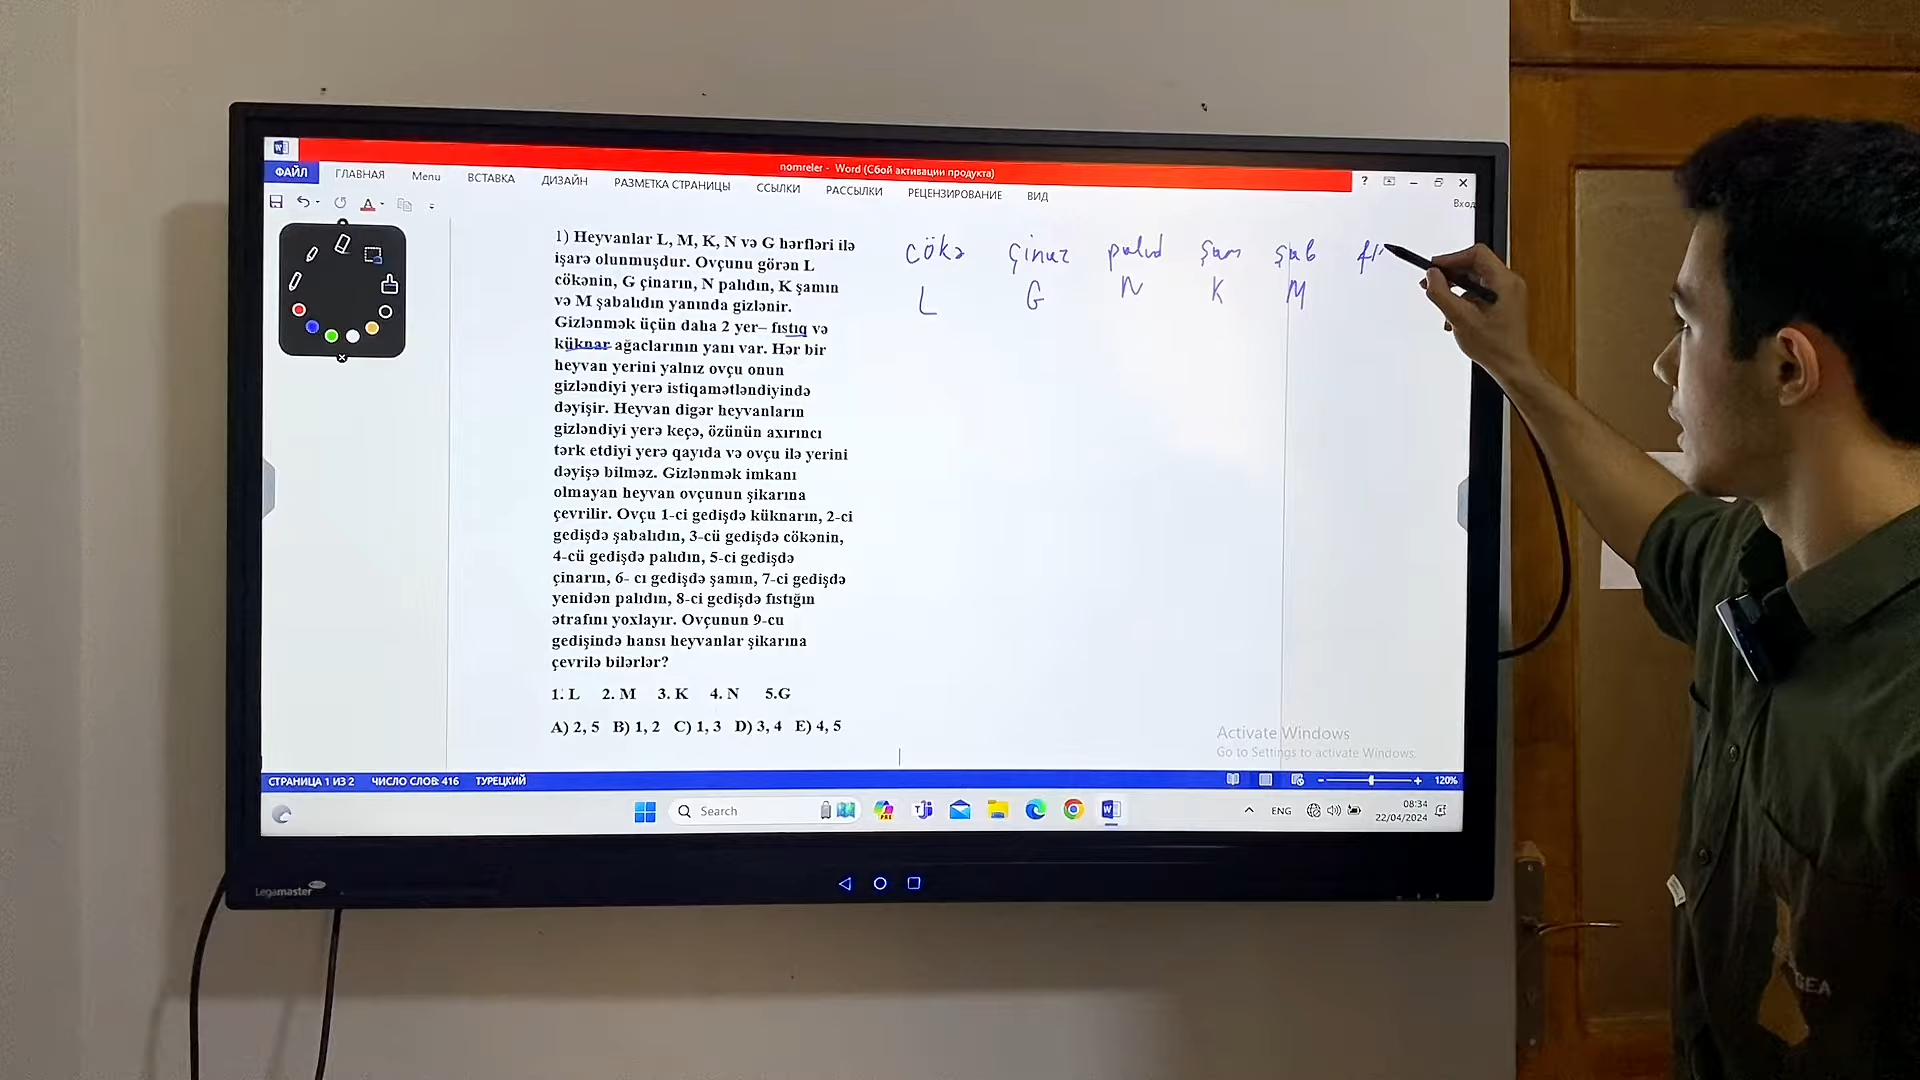 nomreler - Word (Сбой активации продукта)
ФАЙЛ ГЛАВНАЯ Menu ВСТАВКА ДИЗАЙН РАЗМЕТКА СТРАНИЦЫ ССЫЛКИ РАССЫЛКИ РЕЦЕНЗИРОВАНИЕ ВИД
Вход
1) Heyvanlar L, M, K, N və G hərfləri ilə
işarə olunmuşdur. Ovçunu görən L
cökənin, G çinarın, N palıdın, K şamın
və M şabalıdın yanında gizlənir.
Gizlənmək üçün daha 2 yer– fıstıq və
küknar ağaclarının yanı var. Hər bir
heyvan yerini yalnız ovçu onun
gizləndiyi yerə istiqamətləndiyində
dəyişir. Heyvan digər heyvanların
gizləndiyi yerə keçə, özünün axırıncı
tərk etdiyi yerə qayıda və ovçu ilə yerini
dəyişə bilməz. Gizlənmək imkanı
olmayan heyvan ovçunun şikarına
çevrilir. Ovçu 1-ci gedişdə küknarın, 2-ci
gedişdə şabalıdın, 3-cü gedişdə cökənin,
4-cü gedişdə palıdın, 5-ci gedişdə
çinarın, 6- cı gedişdə şamın, 7-ci gedişdə
yenidən palıdın, 8-ci gedişdə fıstığın
ətrafını yoxlayır. Ovçunun 9-cu
gedişində hansı heyvanlar şikarına
çevrilə bilərlər?
1. L 2. M 3. K 4. N 5.G
A) 2, 5 B) 1, 2 C) 1, 3 D) 3, 4 E) 4, 5
cökə çinar palıd şam şab
L G N K M
Activate Windows
Go to Settings to activate Windows.
СТРАНИЦА 1 ИЗ 2 ЧИСЛО СЛОВ: 416 ТУРЕЦКИЙ 120%
Search ENG 08:34
22/04/2024
Legamaster